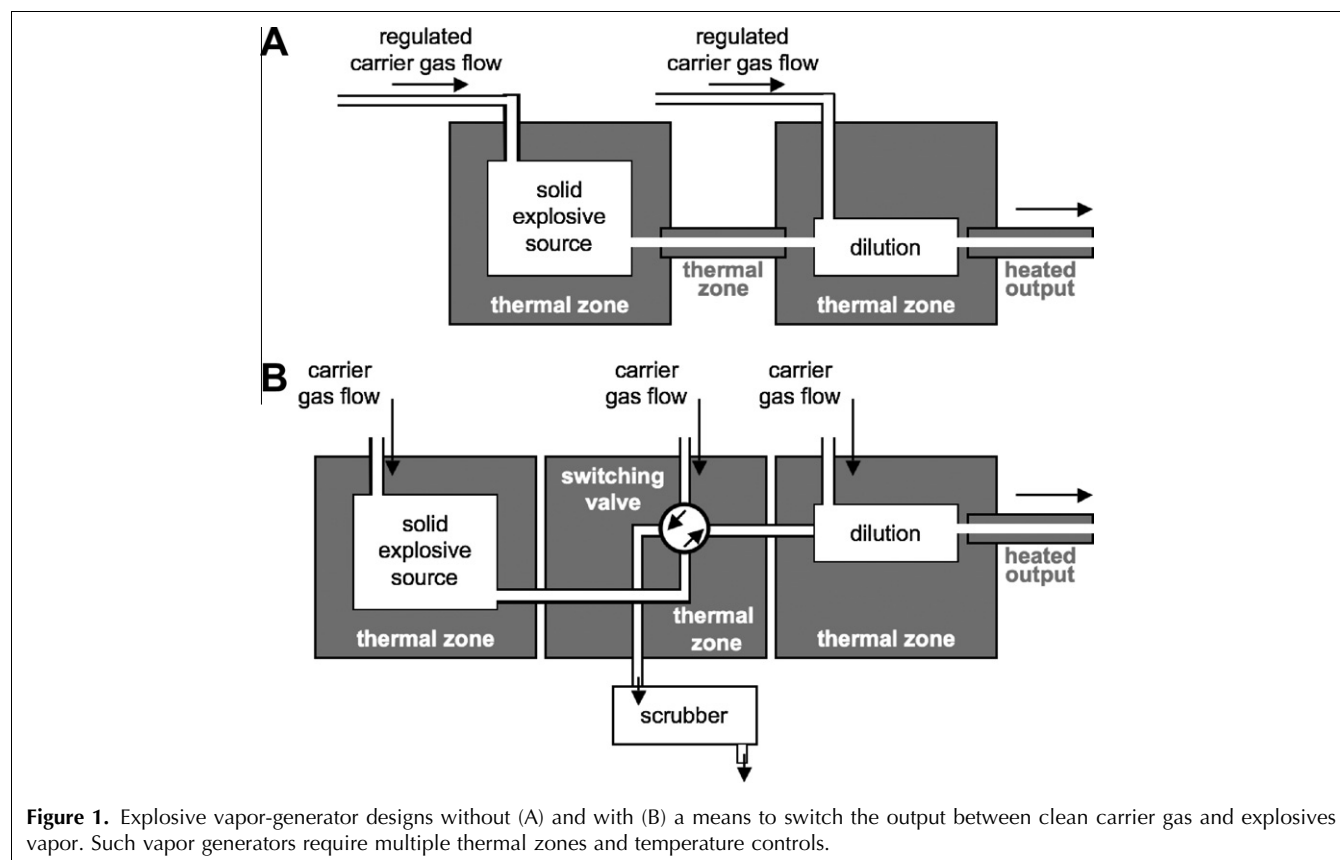 A
regulated
carrier gas flow
regulated
carrier gas flow
solid
explosive
source
thermal
zone
dilution
thermal zone
thermal zone
heated
output
B
carrier
gas flow
carrier
gas flow
carrier
gas flow
switching
valve
solid
explosive
source
dilution
heated
output
thermal zone
thermal
zone
thermal zone
scrubber
Figure 1. Explosive vapor-generator designs without (A) and with (B) a means to switch the output between clean carrier gas and explosives
vapor. Such vapor generators require multiple thermal zones and temperature controls.